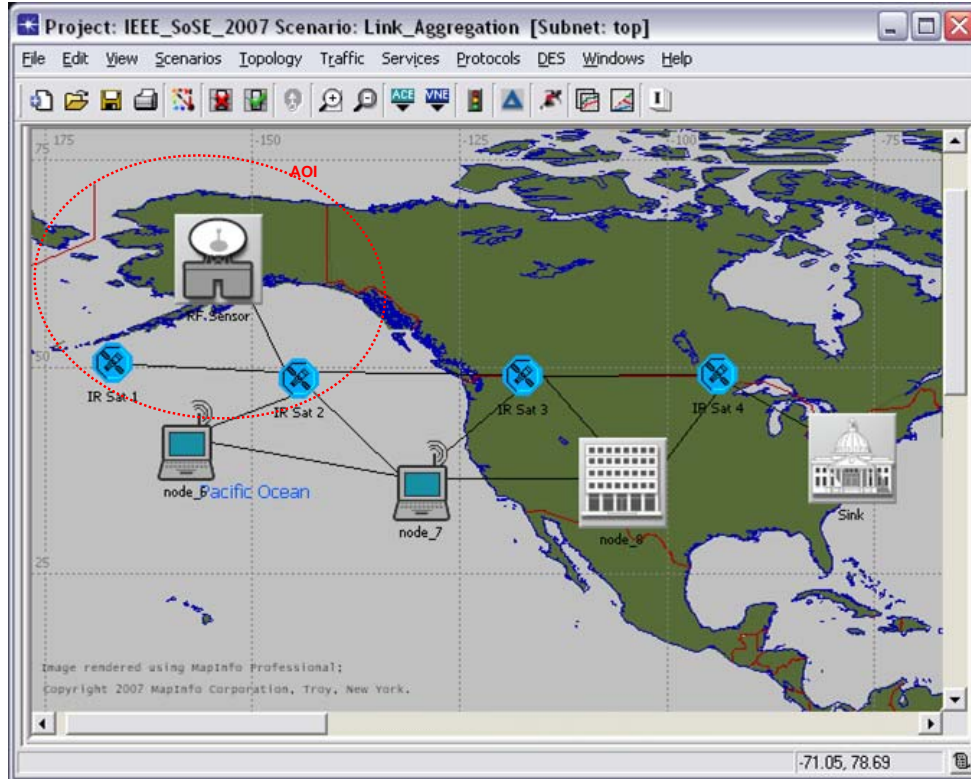 Project: IEEE_SoSE_2007 Scenario: Link_Aggregation [Subnet: top]
File Edit View Scenarios Topology Traffic Services Protocols DES Windows Help
ACE VNE
175 -150 -125 -100 -75
75
AOI
RF Sensor
50
IR Sat 1
IR Sat 2
IR Sat 3
IR Sat 4
node_6
Pacific Ocean
node_7
node_8
Sink
25
Image rendered using MapInfo Professional;
Copyright 2007 MapInfo Corporation, Troy, New York.
-71.05, 78.69